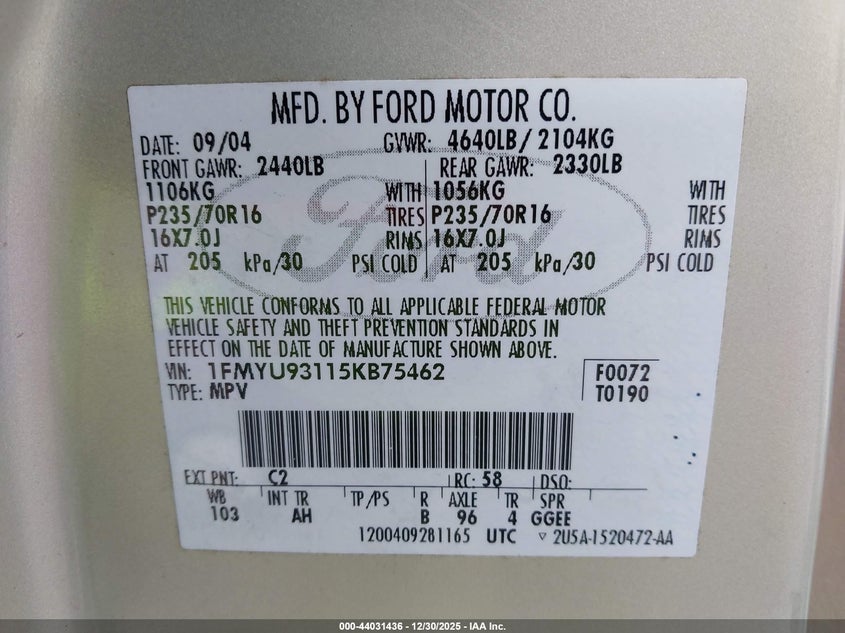 MFD. BY FORD MOTOR CO.
DATE: 09/04 GVWR: 4640LB/ 2104KG
FRONT GAWR: 2440LB REAR GAWR: 2330LB
1106KG WITH 1056KG WITH
P235/70R16 TIRES P235/70R16 TIRES
16X7.0J RIMS 16X7.0J RIMS
AT 205 kPa/30 PSI COLD AT 205 kPa/30 PSI COLD
Ford
THIS VEHICLE CONFORMS TO ALL APPLICABLE FEDERAL MOTOR
VEHICLE SAFETY AND THEFT PREVENTION STANDARDS IN
EFFECT ON THE DATE OF MANUFACTURE SHOWN ABOVE.
VIN: 1FMYU93115KB75462 F0072
TYPE: MPV T0190
EXT PNT: C2 RC: 58 DSO:
WB INT TR TP/PS R AXLE TR SPR
103 AH B 96 4 GGEE
1200409281165 UTC ▽ 2U5A-1520472-AA
000-44031436 - 12/30/2025 - IAA Inc.